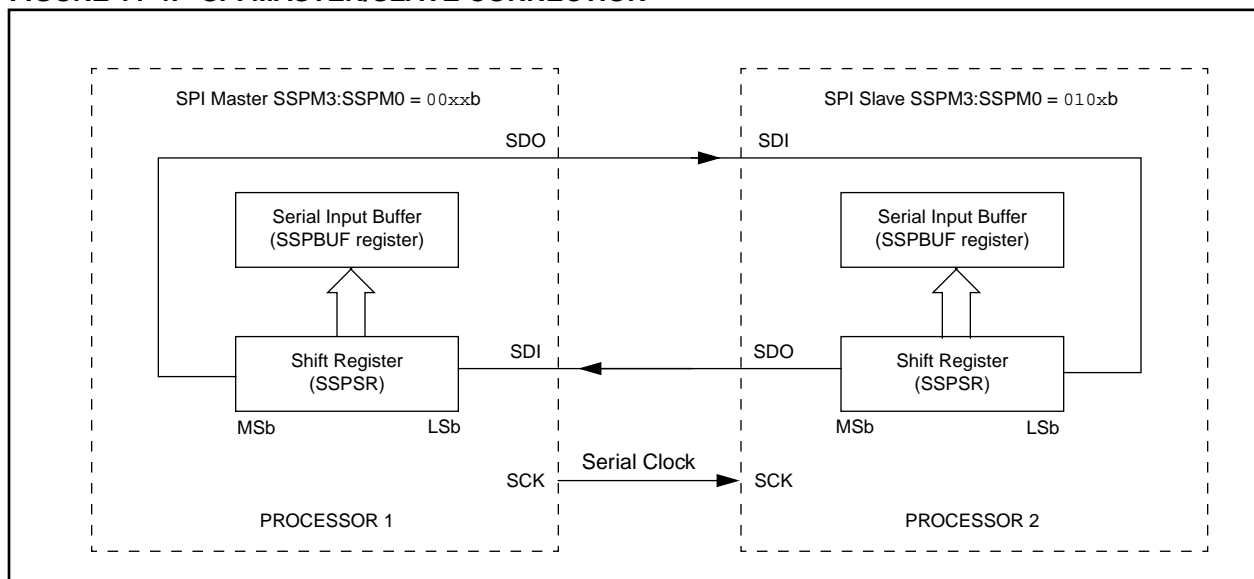 SPI Master SSPM3:SSPM0 = 00xxb
SPI Slave SSPM3:SSPM0 = 010xb
SDO
SDI
Serial Input Buffer
(SSPBUF register)
Serial Input Buffer
(SSPBUF register)
Shift Register
(SSPSR)
SDI
SDO
Shift Register
(SSPSR)
MSb
LSb
MSb
LSb
Serial Clock
SCK
SCK
PROCESSOR 1
PROCESSOR 2